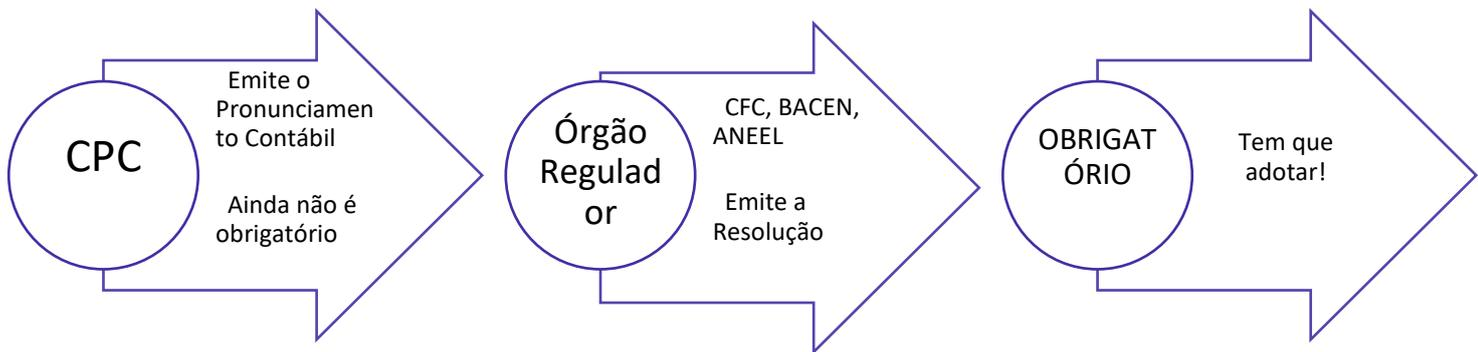 CPC
Emite o
Pronunciamen
to Contábil
Ainda não é
obrigatório
Órgão
Regulad
or
CFC, BACEN,
ANEEL
Emite a
Resolução
OBRIGAT
ÓRIO
Tem que
adotar!